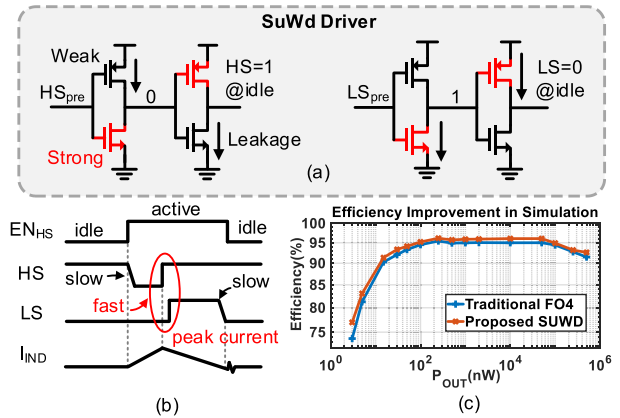 SuWd Driver
Weak
HSpre
0
HS=1
@idle
Strong
Leakage
LSpre
1
LS=0
@idle
(a)
ENHS
idle
active
idle
HS
slow
fast
slow
LS
peak current
IIND
(b)
Efficiency Improvement in Simulation
Efficiency(%)
100
95
90
85
80
75
Traditional FO4
Proposed SUWD
10^0
10^2
10^4
10^6
POUT(nW)
(c)